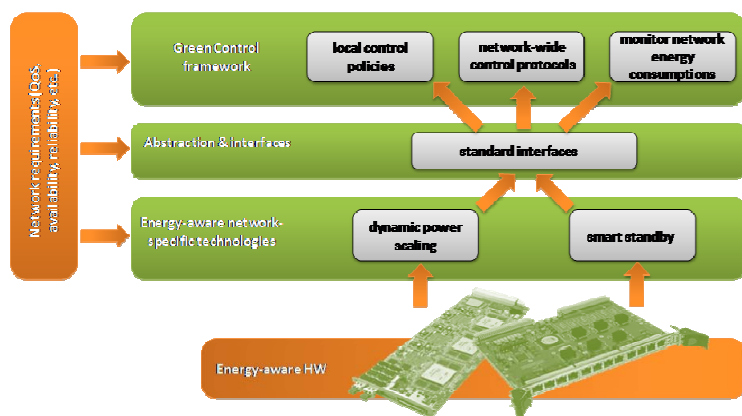 Network requirements (QoS,
availability, reliability, etc.)
Green Control
framework
local control
policies
network-wide
control protocols
monitor network
energy
consumptions
Abstraction & interfaces
standard interfaces
Energy-aware network-
specific technologies
dynamic power
scaling
smart standby
Energy-aware HW